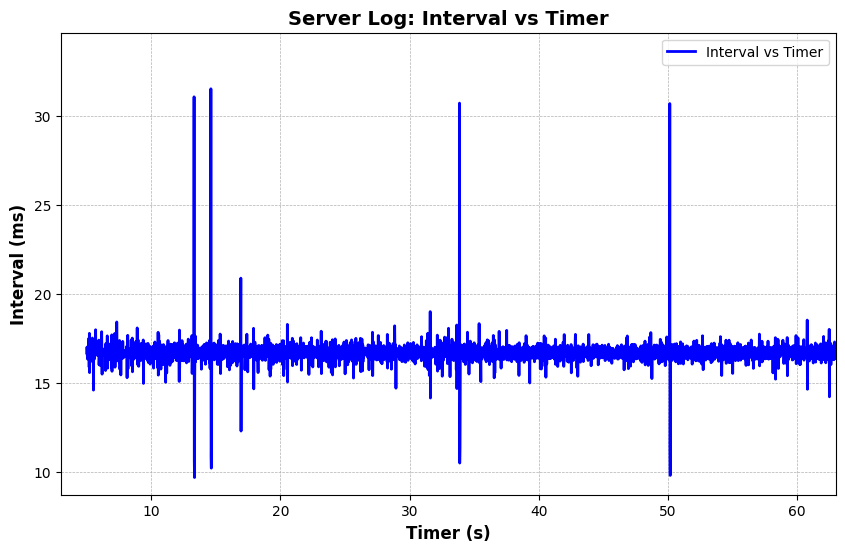 Server Log: Interval vs Timer
Interval vs Timer
30
25
20
15
10
Interval (ms)
10 20 30 40 50 60
Timer (s)